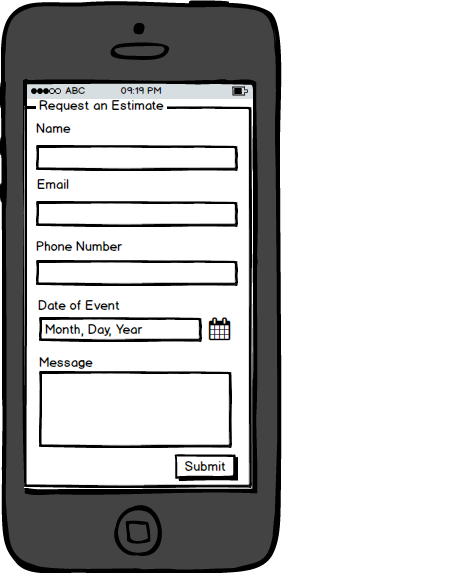 ABC 09:19 PM
Request an Estimate
Name
Email
Phone Number
Date of Event
Month, Day, Year
Message
Submit